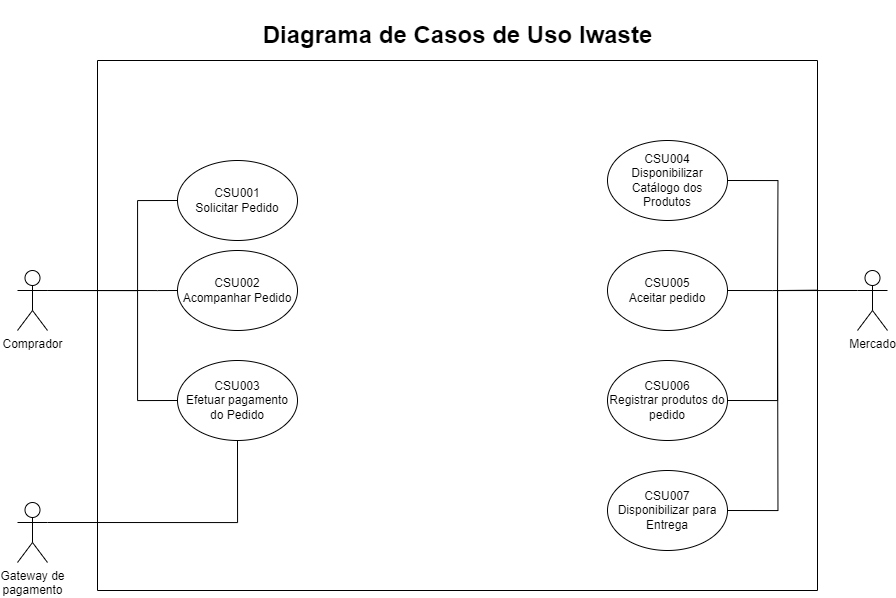 Diagrama de Casos de Uso Iwaste
CSU001
Solicitar Pedido
CSU002
Acompanhar Pedido
CSU003
Efetuar pagamento
do Pedido
CSU004
Disponibilizar
Catálogo dos
Produtos
CSU005
Aceitar pedido
CSU006
Registrar produtos do
pedido
CSU007
Disponibilizar para
Entrega
Comprador
Gateway de
pagamento
Mercado